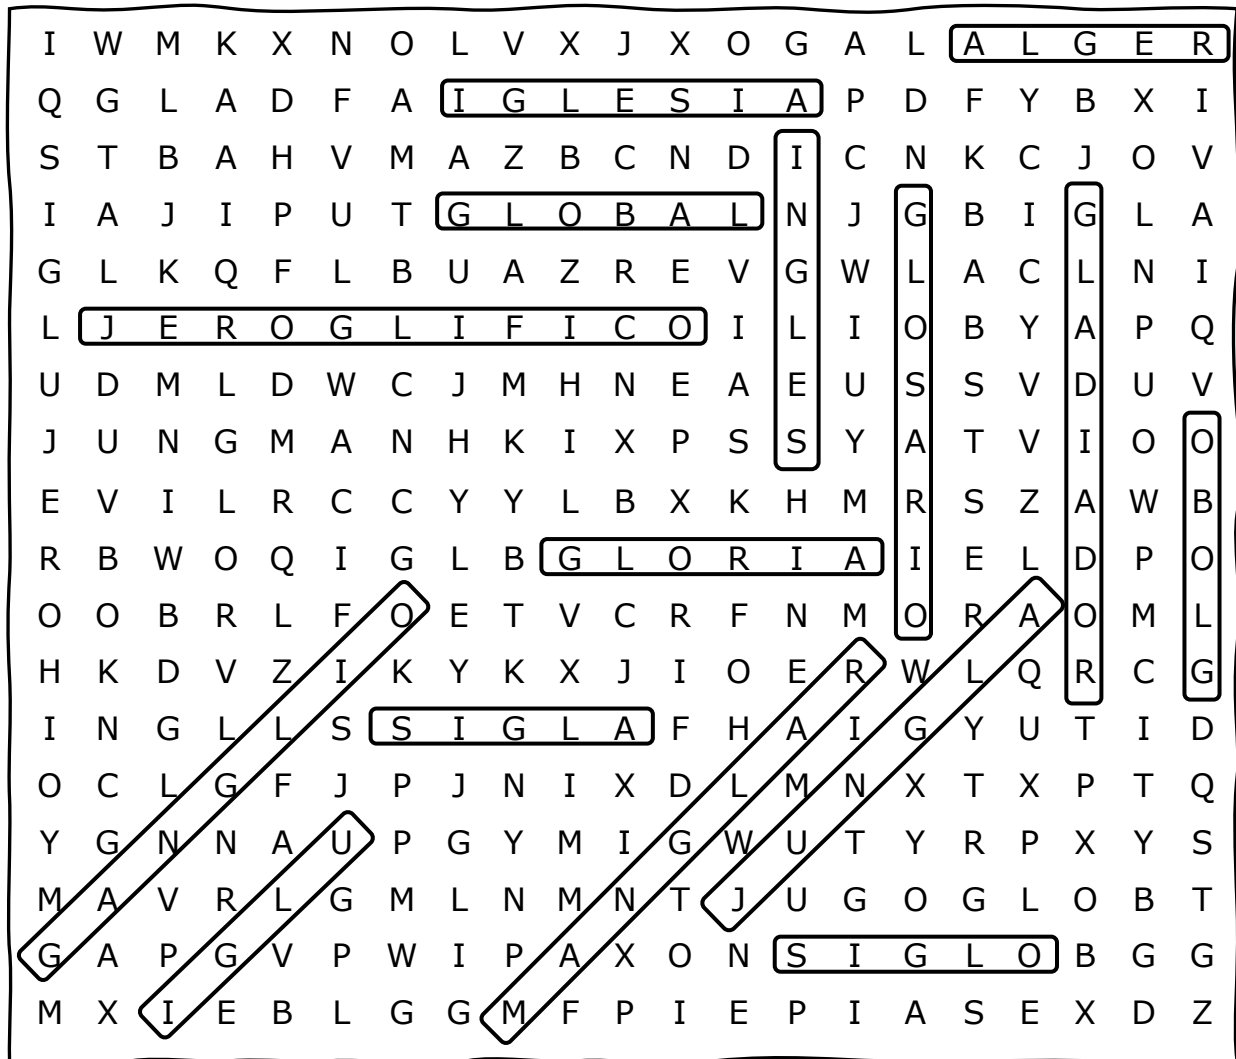 I W M K X N O L V X J X O G A L A L G E R
Q G L A D F A I G L E S I A P D F Y B X I
S T B A H V M A Z B C N D I C N K C J O V
I A J I P U T G L O B A L N J G B I G L A
G L K Q F L B U A Z R E V G W L A C L N I
L J E R O G L I F I C O I L I O B Y A P Q
U D M L D W C J M H N E A E U S S V D U V
J U N G M A N H K I X P S S Y A T V I O O
E V I L R C C Y Y L B X K H M R S Z A W B
R B W O Q I G L B G L O R I A I E L D P O
O O B R L F O E T V C R F N M O R A O M L
H K D V Z I K Y K X J I O E R W L Q R C G
I N G L L S S I G L A F H A I G Y U T I D
O C L G F J P J N I X D L M N X T X P T Q
Y G N N A U P G Y M I G W U T Y R P X Y S
M A V R L G M L N M N T J U G O G L O B T
G A P G V P W I P A X O N S I G L O B G G
M X I E B L G G M F P I E P I A S E X D Z